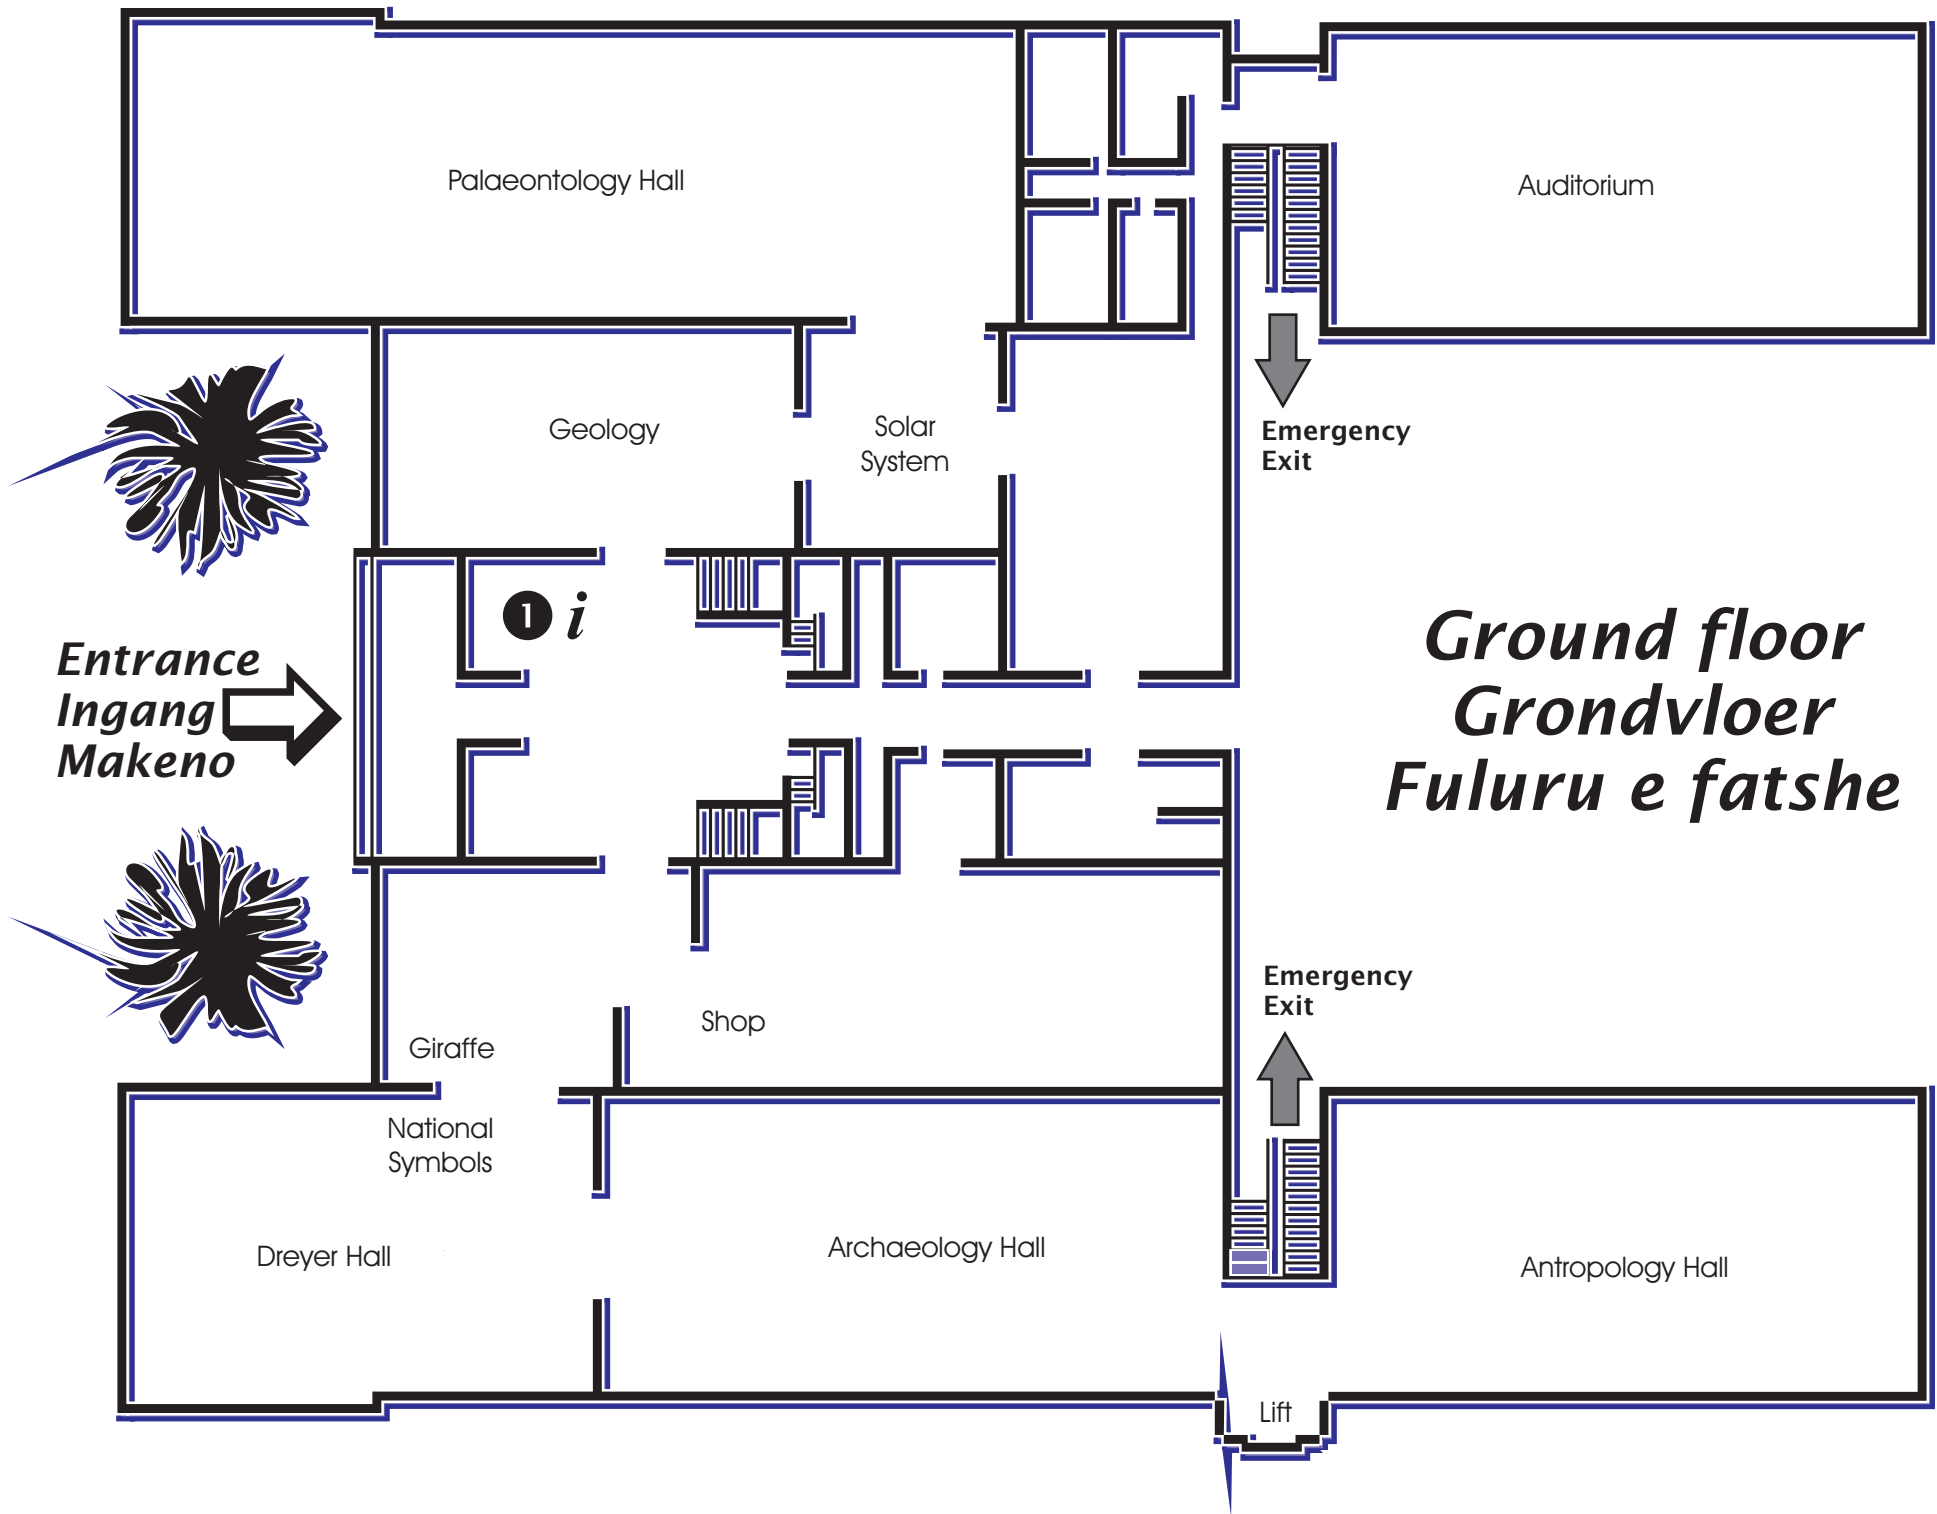 Palaeontology Hall
Auditorium
Geology
Solar
System
Emergency
Exit
1 i
Entrance
Ingang
Makeno
Ground floor
Grondvloer
Fuluru e fatshe
Emergency
Exit
Shop
Giraffe
National
Symbols
Dreyer Hall
Archaeology Hall
Antropology Hall
Lift